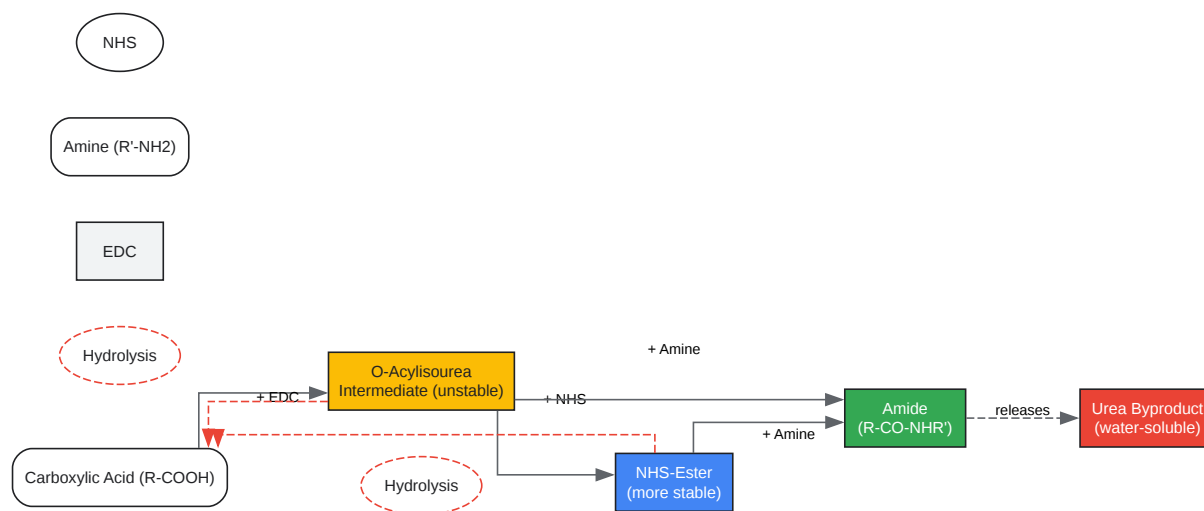 NHS
Amine (R'-NH2)
EDC
Hydrolysis
+ Amine
O-Acylisourea
Intermediate (unstable)
+ EDC
+ NHS
Amide
(R-CO-NHR')
releases
Urea Byproduct
(water-soluble)
+ Amine
Carboxylic Acid (R-COOH)
Hydrolysis
NHS-Ester
(more stable)